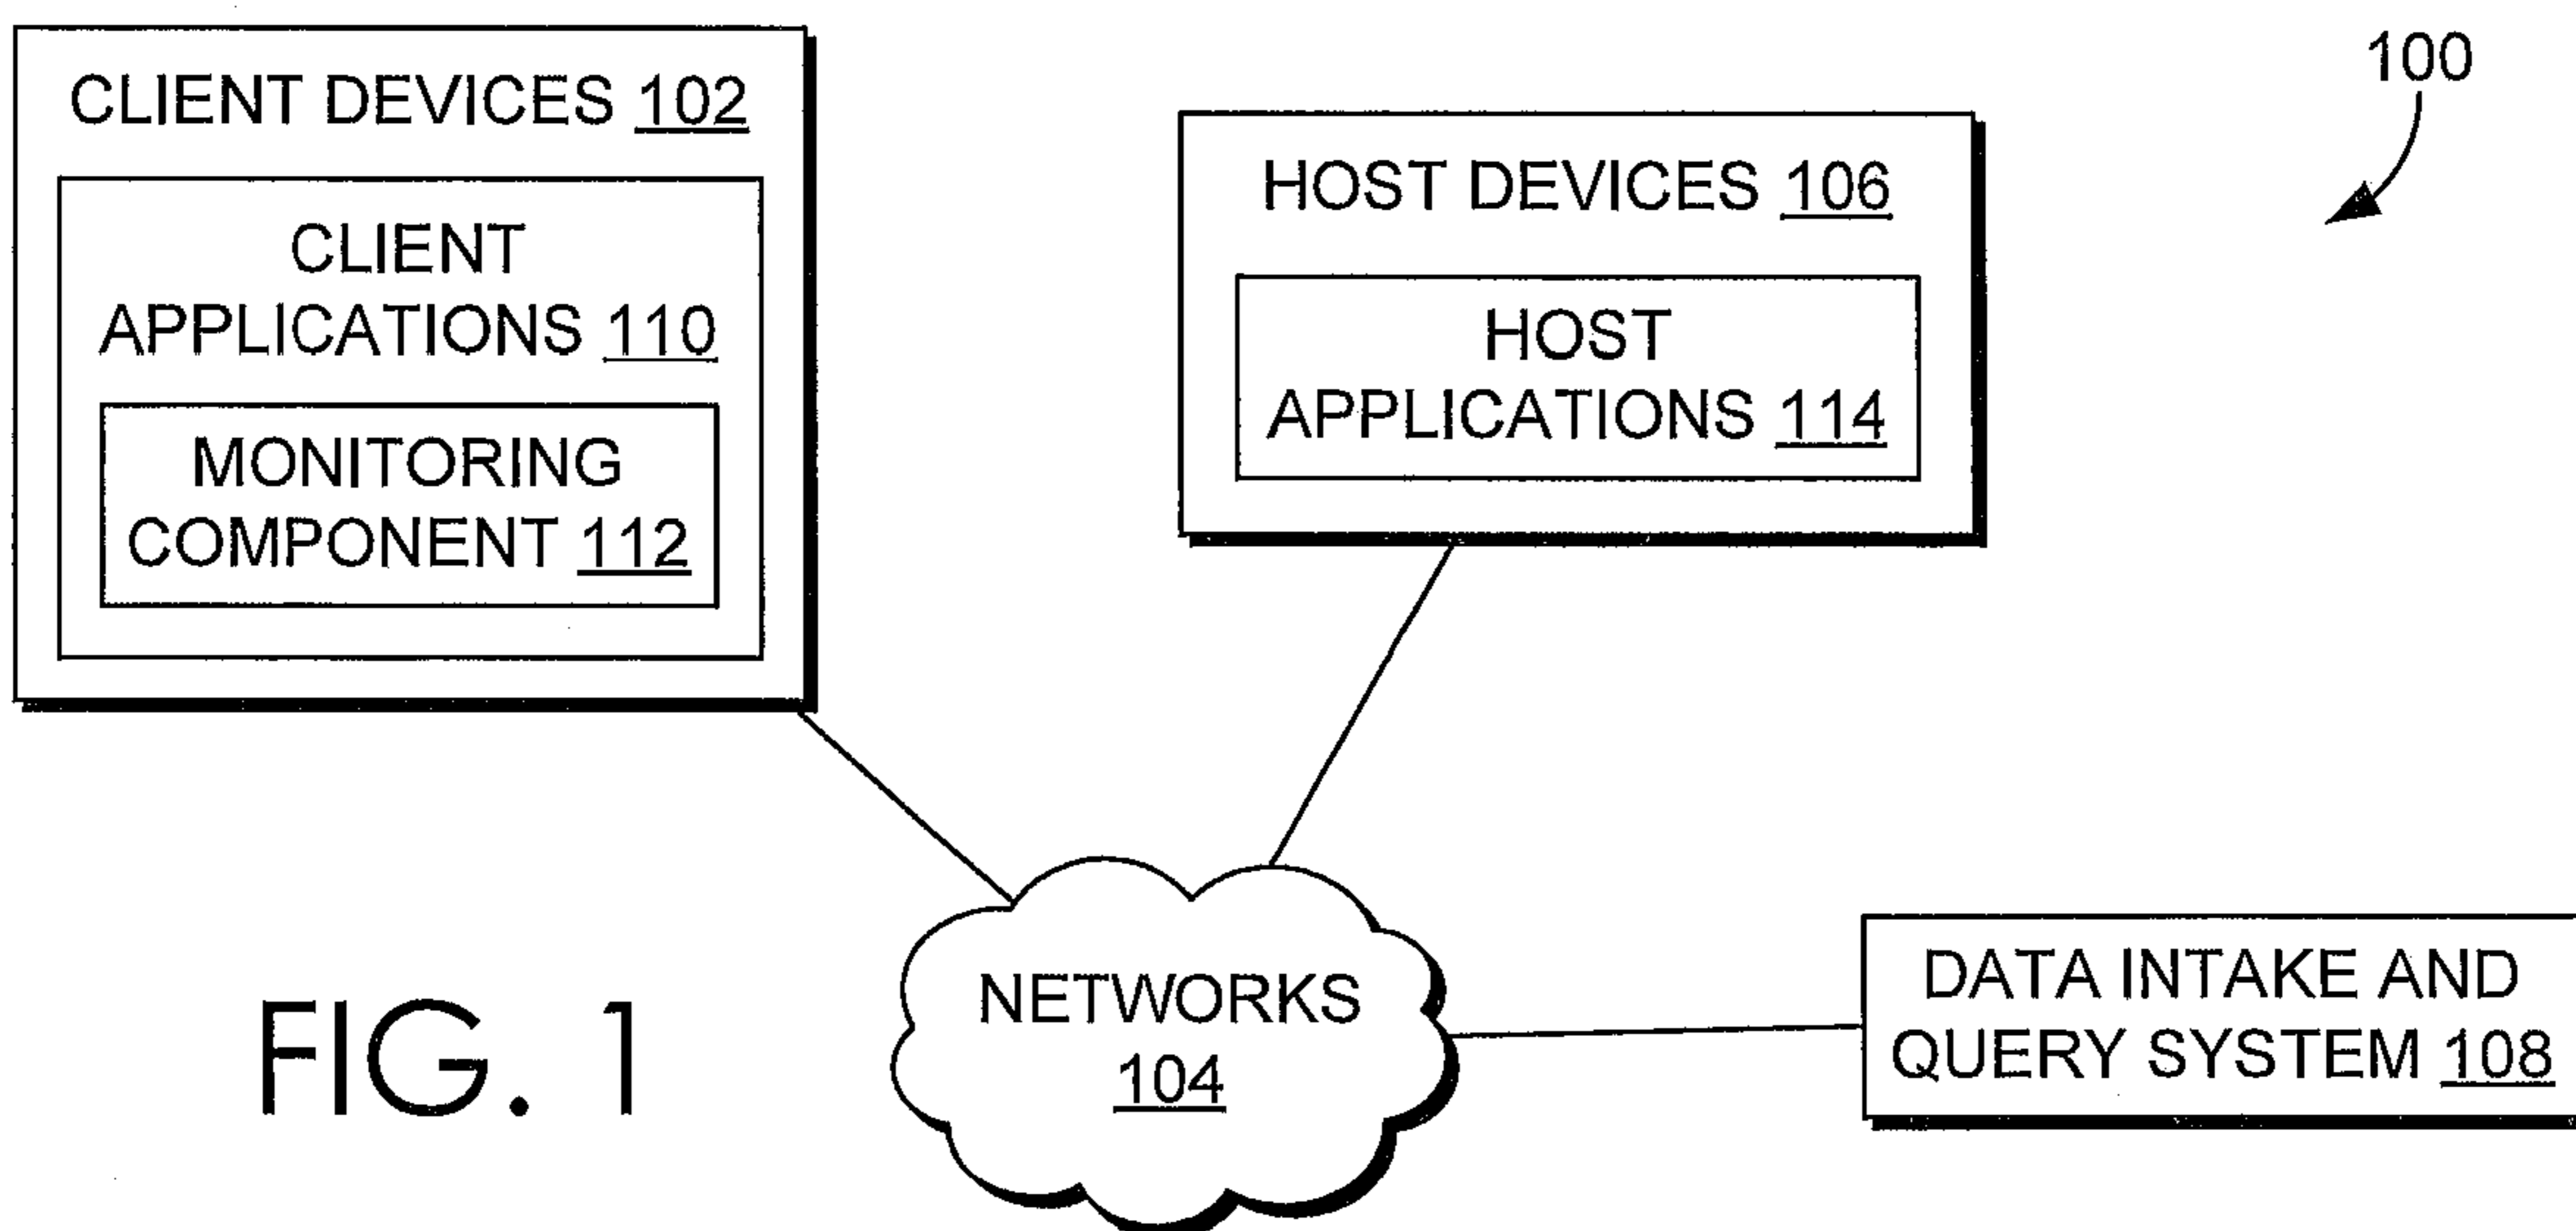 100
CLIENT DEVICES 102
CLIENT
APPLICATIONS 110
MONITORING
COMPONENT 112
HOST DEVICES 106
HOST
APPLICATIONS 114
NETWORKS
104
DATA INTAKE AND
QUERY SYSTEM 108
FIG. 1